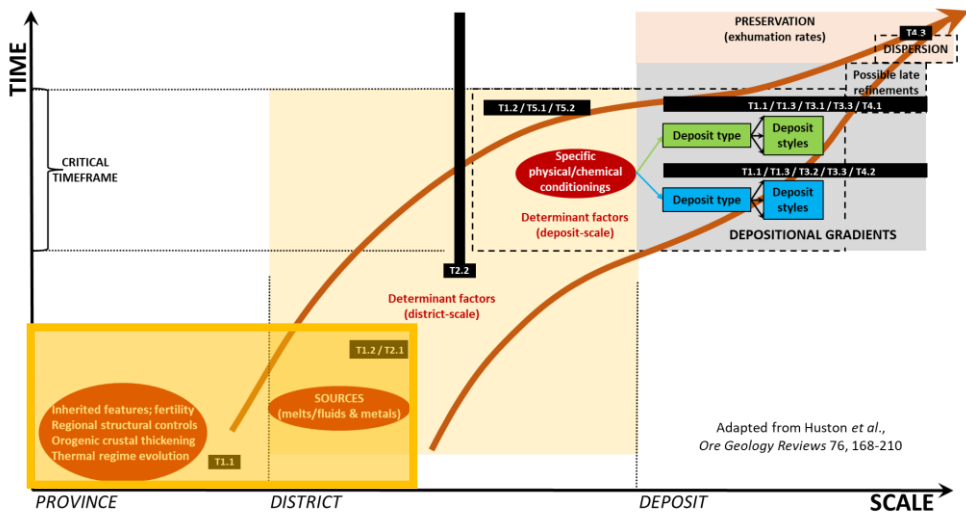 PRESERVATION
(exhumation rates)
T4.3
DISPERSION
Possible late
refinements
TIME
T1.2 / T5.1 / T5.2
T1.1 / T1.3 / T3.1 / T3.3 / T4.1
Deposit type
Deposit
styles
CRITICAL
TIMEFRAME
Specific
physical/chemical
conditionings
T1.1 / T1.3 / T3.2 / T3.3 / T4.2
Deposit type
Deposit
styles
Determinant factors
(deposit-scale)
DEPOSITIONAL GRADIENTS
T2.2
Determinant factors
(district-scale)
T1.2 / T2.1
SOURCES
(melts/fluids & metals)
Inherited features; fertility
Regional structural controls
Orogenic crustal thickening
Thermal regime evolution
T1.1
Adapted from Huston et al.,
Ore Geology Reviews 76, 168-210
PROVINCE
DISTRICT
DEPOSIT
SCALE